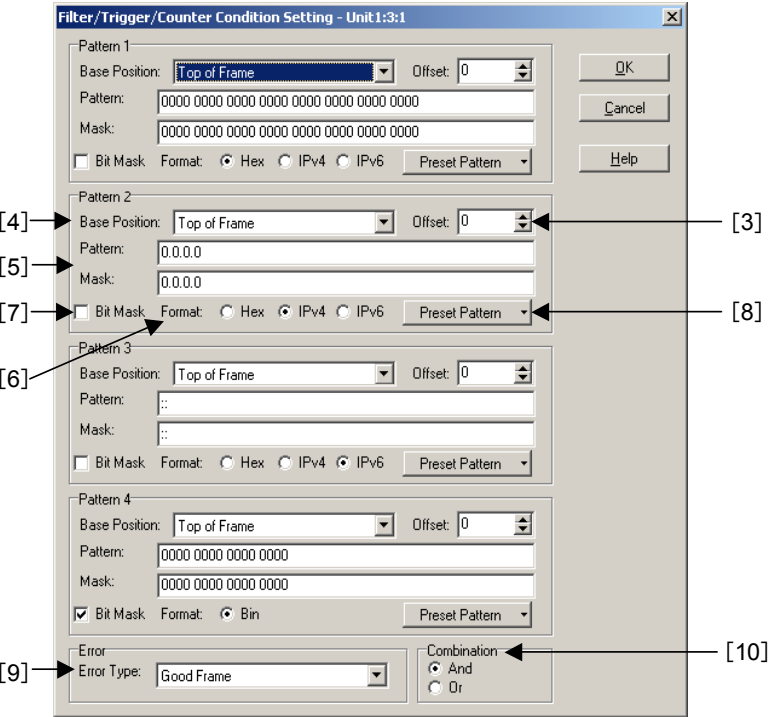 Filter/Trigger/Counter Condition Setting - Unit1:3:1
Pattern 1
Base Position: Top of Frame Offset: 0
Pattern: 0000 0000 0000 0000 0000 0000 0000 0000
Mask: 0000 0000 0000 0000 0000 0000 0000 0000
Bit Mask Format: Hex IPv4 IPv6 Preset Pattern
OK
Cancel
Help
Pattern 2
[4] Base Position: Top of Frame Offset: 0 [3]
[5] Pattern: 0.0.0.0
Mask: 0.0.0.0
[7] Bit Mask Format: Hex IPv4 IPv6 Preset Pattern [8]
[6]
Pattern 3
Base Position: Top of Frame Offset: 0
Pattern: ::
Mask: ::
Bit Mask Format: Hex IPv4 IPv6 Preset Pattern
Pattern 4
Base Position: Top of Frame Offset: 0
Pattern: 0000 0000 0000 0000
Mask: 0000 0000 0000 0000
Bit Mask Format: Bin Preset Pattern
Error
[9] Error Type: Good Frame
Combination [10]
And
Or